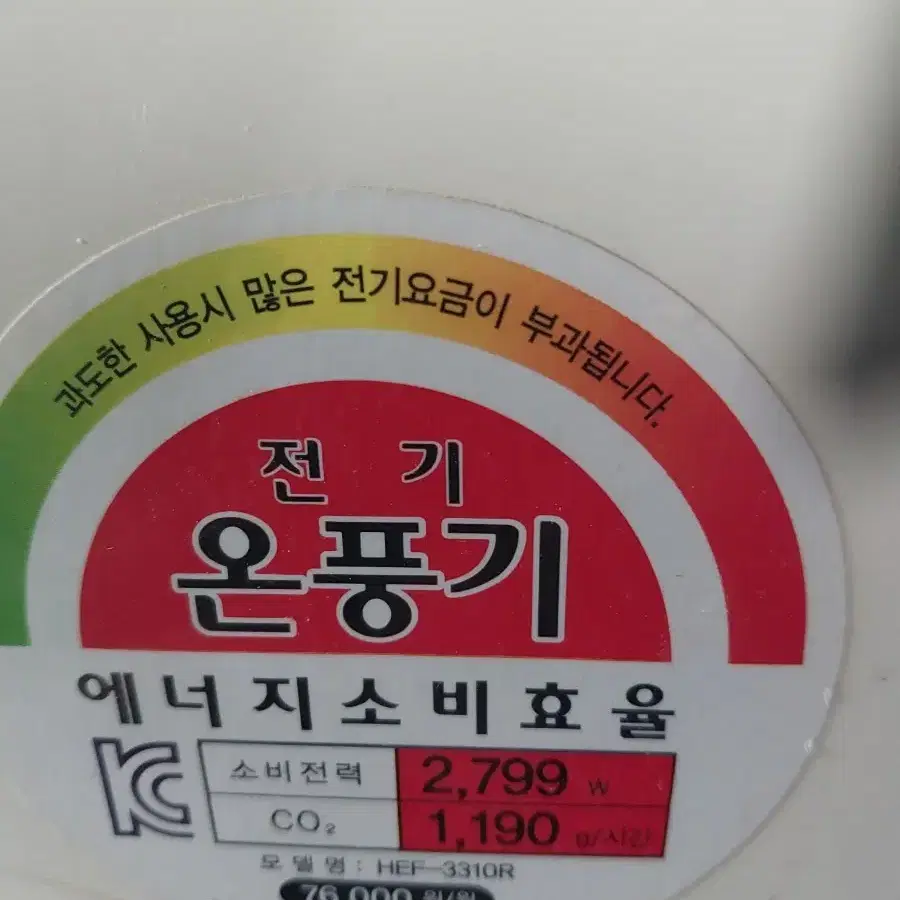 과도한 사용시 많은 전기요금이 부과됩니다.
전 기
온풍기
에너지소비효율
KC
소비전력 2,799 W
CO₂ 1,190 g/시간
모델명 : HEF-3310R
76,000 원/월